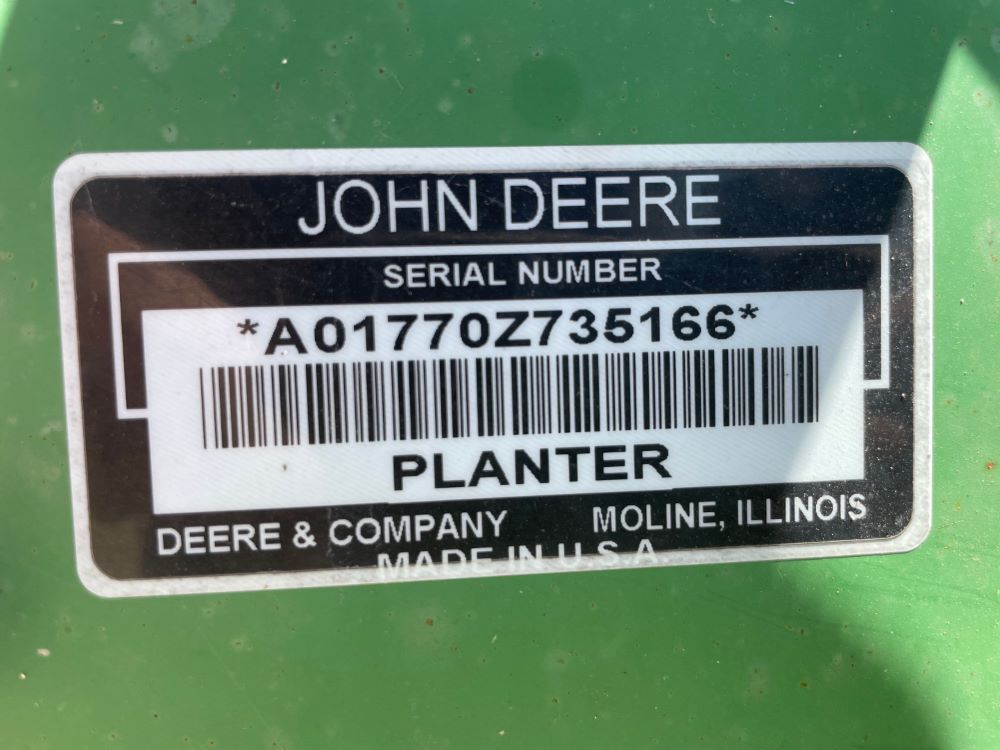 JOHN DEERE
SERIAL NUMBER
*A01770Z735166*
PLANTER
DEERE & COMPANY MOLINE, ILLINOIS
MADE IN U.S.A.